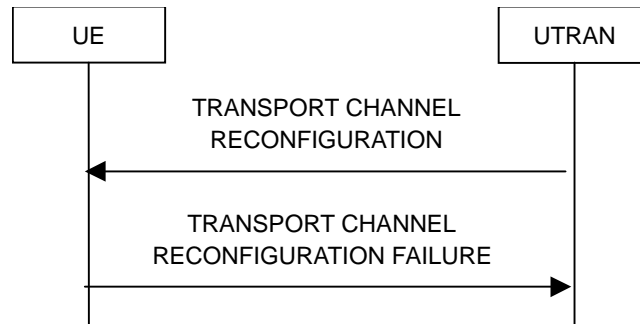 UE
UTRAN
TRANSPORT CHANNEL
RECONFIGURATION
TRANSPORT CHANNEL
RECONFIGURATION FAILURE